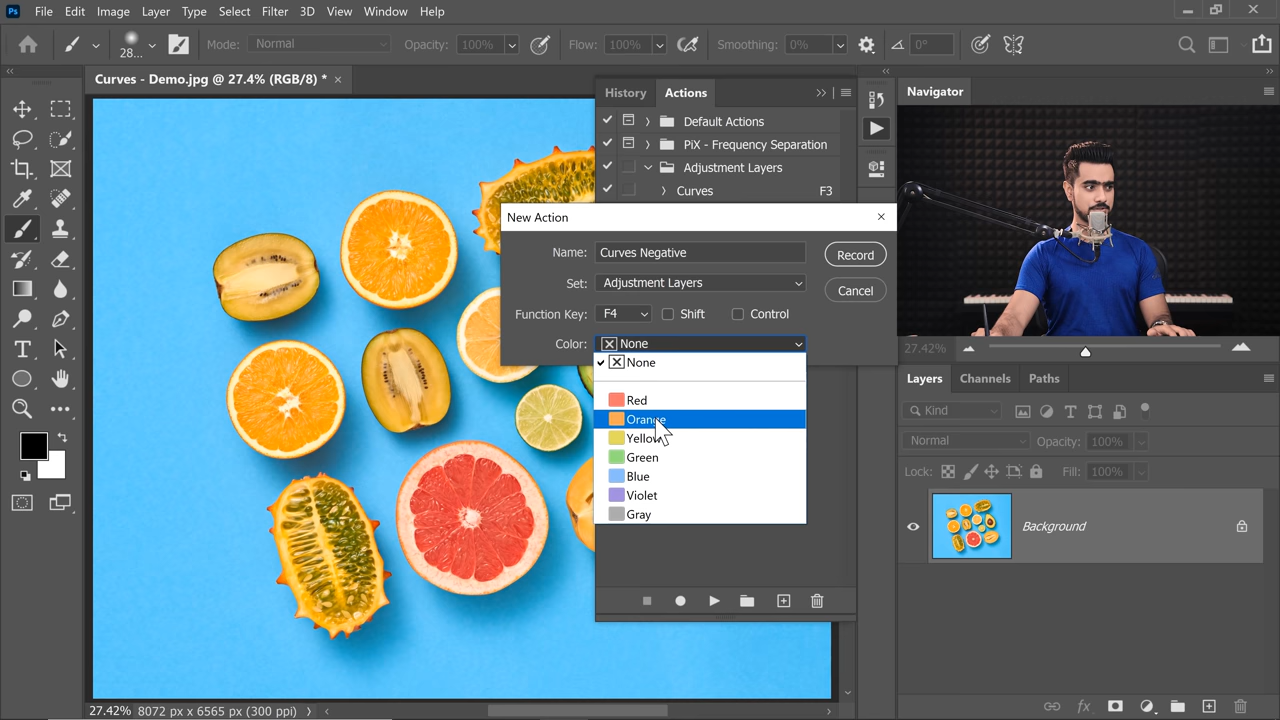 Ps File Edit Image Layer Type Select Filter 3D View Window Help
28... Mode: Normal Opacity: 100% Flow: 100% Smoothing: 0% 0°
Curves - Demo.jpg @ 27.4% (RGB/8) *
History Actions
Default Actions
PiX - Frequency Separation
Adjustment Layers
Curves F3
New Action
Name: Curves Negative
Record
Set: Adjustment Layers
Cancel
Function Key: F4 Shift Control
Color: None
None
Red
Orange
Yellow
Green
Blue
Violet
Gray
Navigator
27.42%
Layers Channels Paths
Kind
Normal Opacity: 100%
Lock: Fill: 100%
Background
fx
27.42% 8072 px x 6565 px (300 ppi)